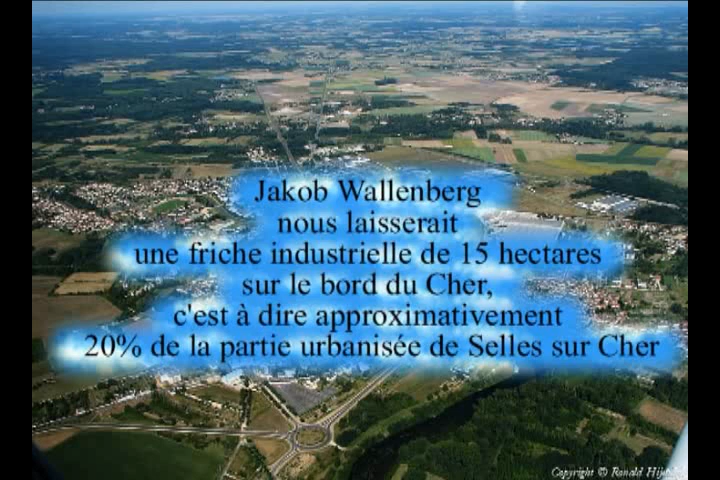 Jakob Wallenberg
nous laisserait
une friche industrielle de 15 hectares
sur le bord du Cher,
c'est à dire approximativement
20% de la partie urbanisée de Selles sur Cher
Copyright © Ronald